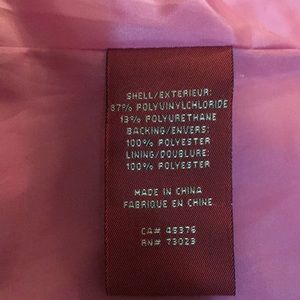 SHELL/EXTERIEUR:
87% POLYVINYLCHLORIDE
13% POLYURETHANE
BACKING/ENVERS:
100% POLYESTER
LINING/DOUBLURE:
100% POLYESTER
MADE IN CHINA
FABRIQUE EN CHINE
CA# 45376
RN# 73023